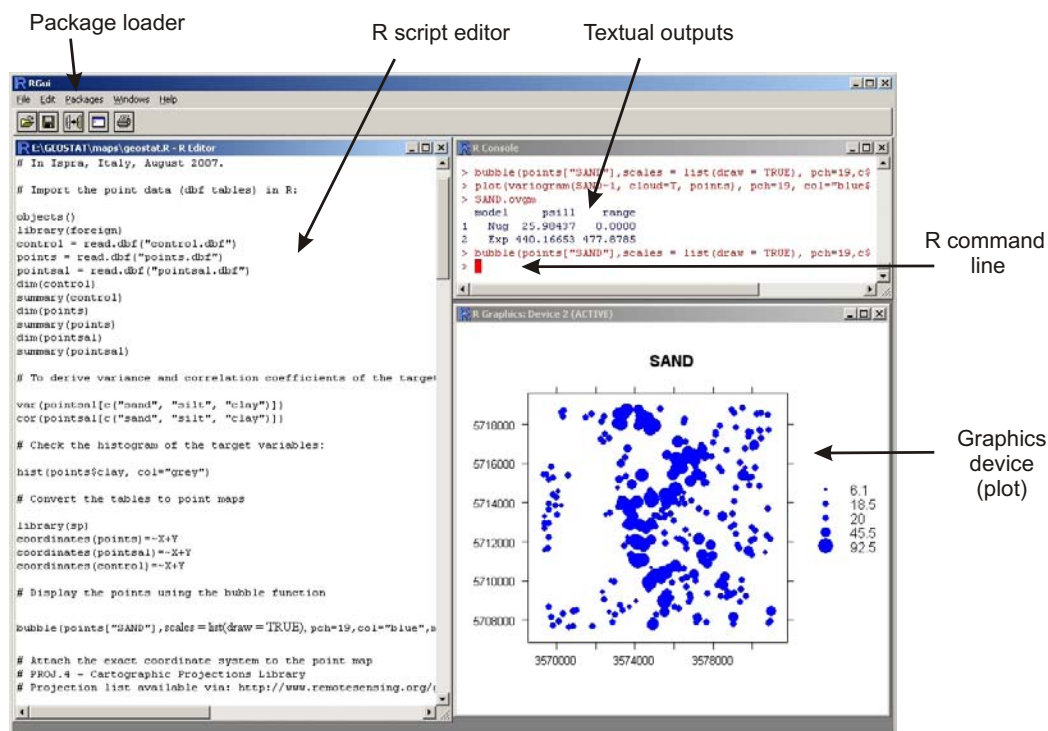 Package loader
R script editor
Textual outputs
RGui
File Edit Packages Windows Help
E:\GEOSTAT\maps\geostat.R - R Editor
# In Ispra, Italy, August 2007.
# Import the point data (dbf tables) in R:
objects()
library(foreign)
control = read.dbf("control.dbf")
points = read.dbf("points.dbf")
pointsal = read.dbf("pointsal.dbf")
dim(control)
summary(control)
dim(points)
summary(points)
dim(pointsal)
summary(pointsal)
# To derive variance and correlation coefficients of the target
var(pointsal[c("sand", "silt", "clay")])
cor(pointsal[c("sand", "silt", "clay")])
# Check the histogram of the target variables:
hist(points$clay, col="grey")
# Convert the tables to point maps
library(sp)
coordinates(points)=~X+Y
coordinates(pointsal)=~X+Y
coordinates(control)=~X+Y
# Display the points using the bubble function
bubble(points["SAND"],scales = list(draw = TRUE), pch=19,col="blue",
# Attach the exact coordinate system to the point map
# PROJ.4 - Cartographic Projections Library
# Projection list available via: http://www.remotesensing.org/
R Console
> bubble(points["SAND"],scales = list(draw = TRUE), pch=19,c$
> plot(variogram(SAND~1, cloud=T, points), pch=19, col="blue$
> SAND.ovgm
model psill range
1 Nug 25.98437 0.0000
2 Exp 440.16653 477.8785
> bubble(points["SAND"],scales = list(draw = TRUE), pch=19,c$
>
R command
line
R Graphics: Device 2 (ACTIVE)
SAND
5718000
5716000
5714000
5712000
5710000
5708000
3570000
3574000
3578000
6.1
18.5
20
45.5
92.5
Graphics
device
(plot)